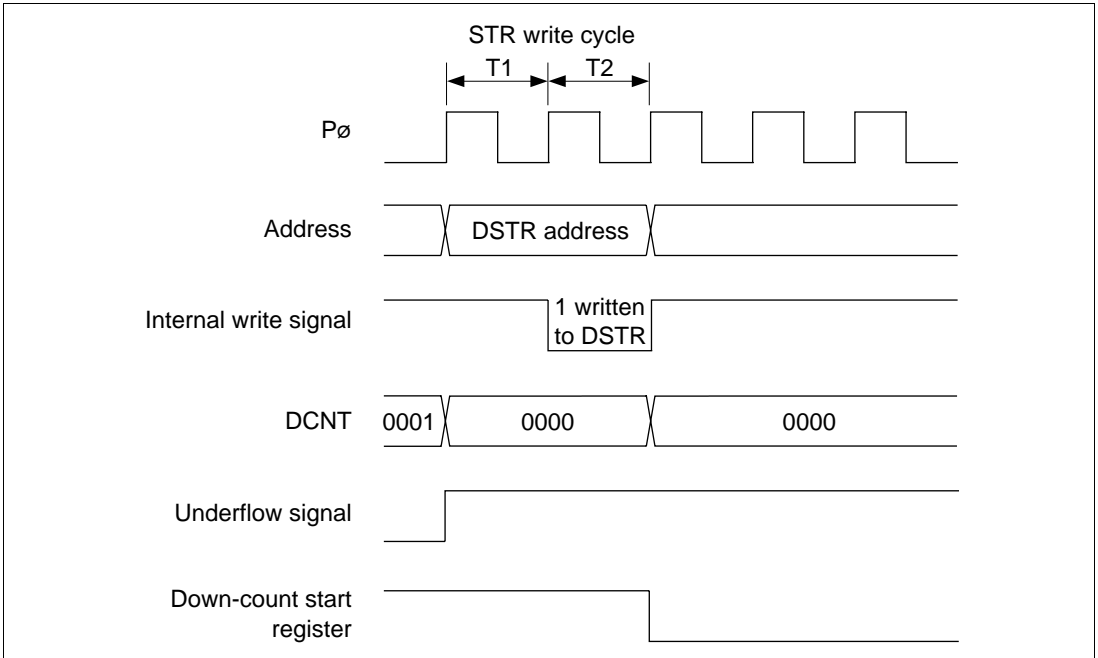 STR write cycle
T1 T2
Pø
Address
DSTR address
Internal write signal
1 written
to DSTR
DCNT
0001 0000 0000
Underflow signal
Down-count start
register